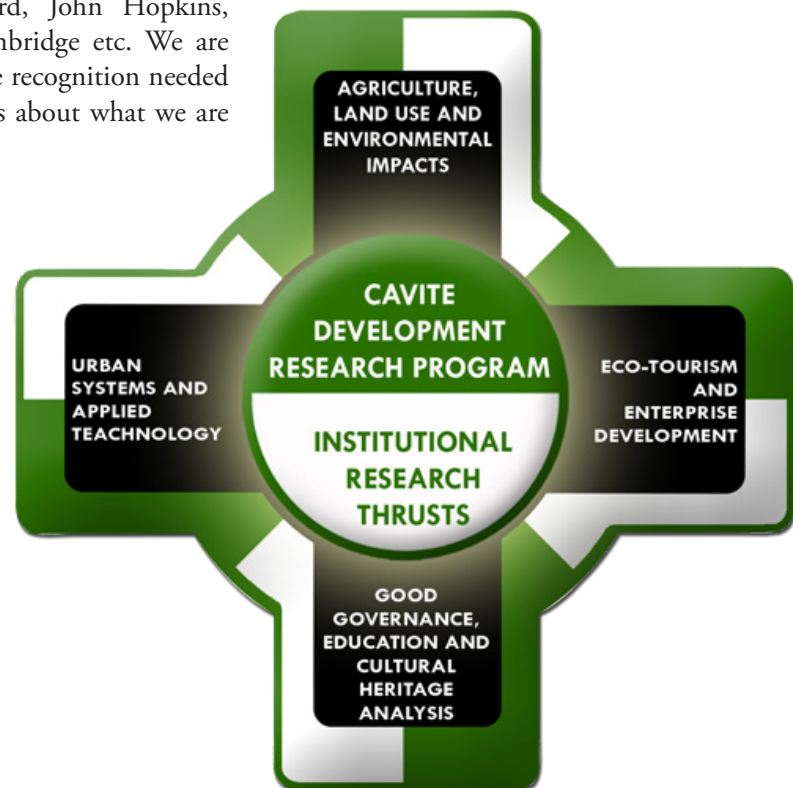 John Hopkins,
etc. We are
recognition needed
about what we are
AGRICULTURE,
LAND USE AND
ENVIRONMENTAL
IMPACTS
CAVITE
DEVELOPMENT
RESEARCH PROGRAM
INSTITUTIONAL
RESEARCH
THRUSTS
URBAN
SYSTEMS AND
APPLIED
TEACHNOLOGY
ECO-TOURISM
AND
ENTERPRISE
DEVELOPMENT
GOOD
GOVERNANCE,
EDUCATION AND
CULTURAL
HERITAGE
ANALYSIS